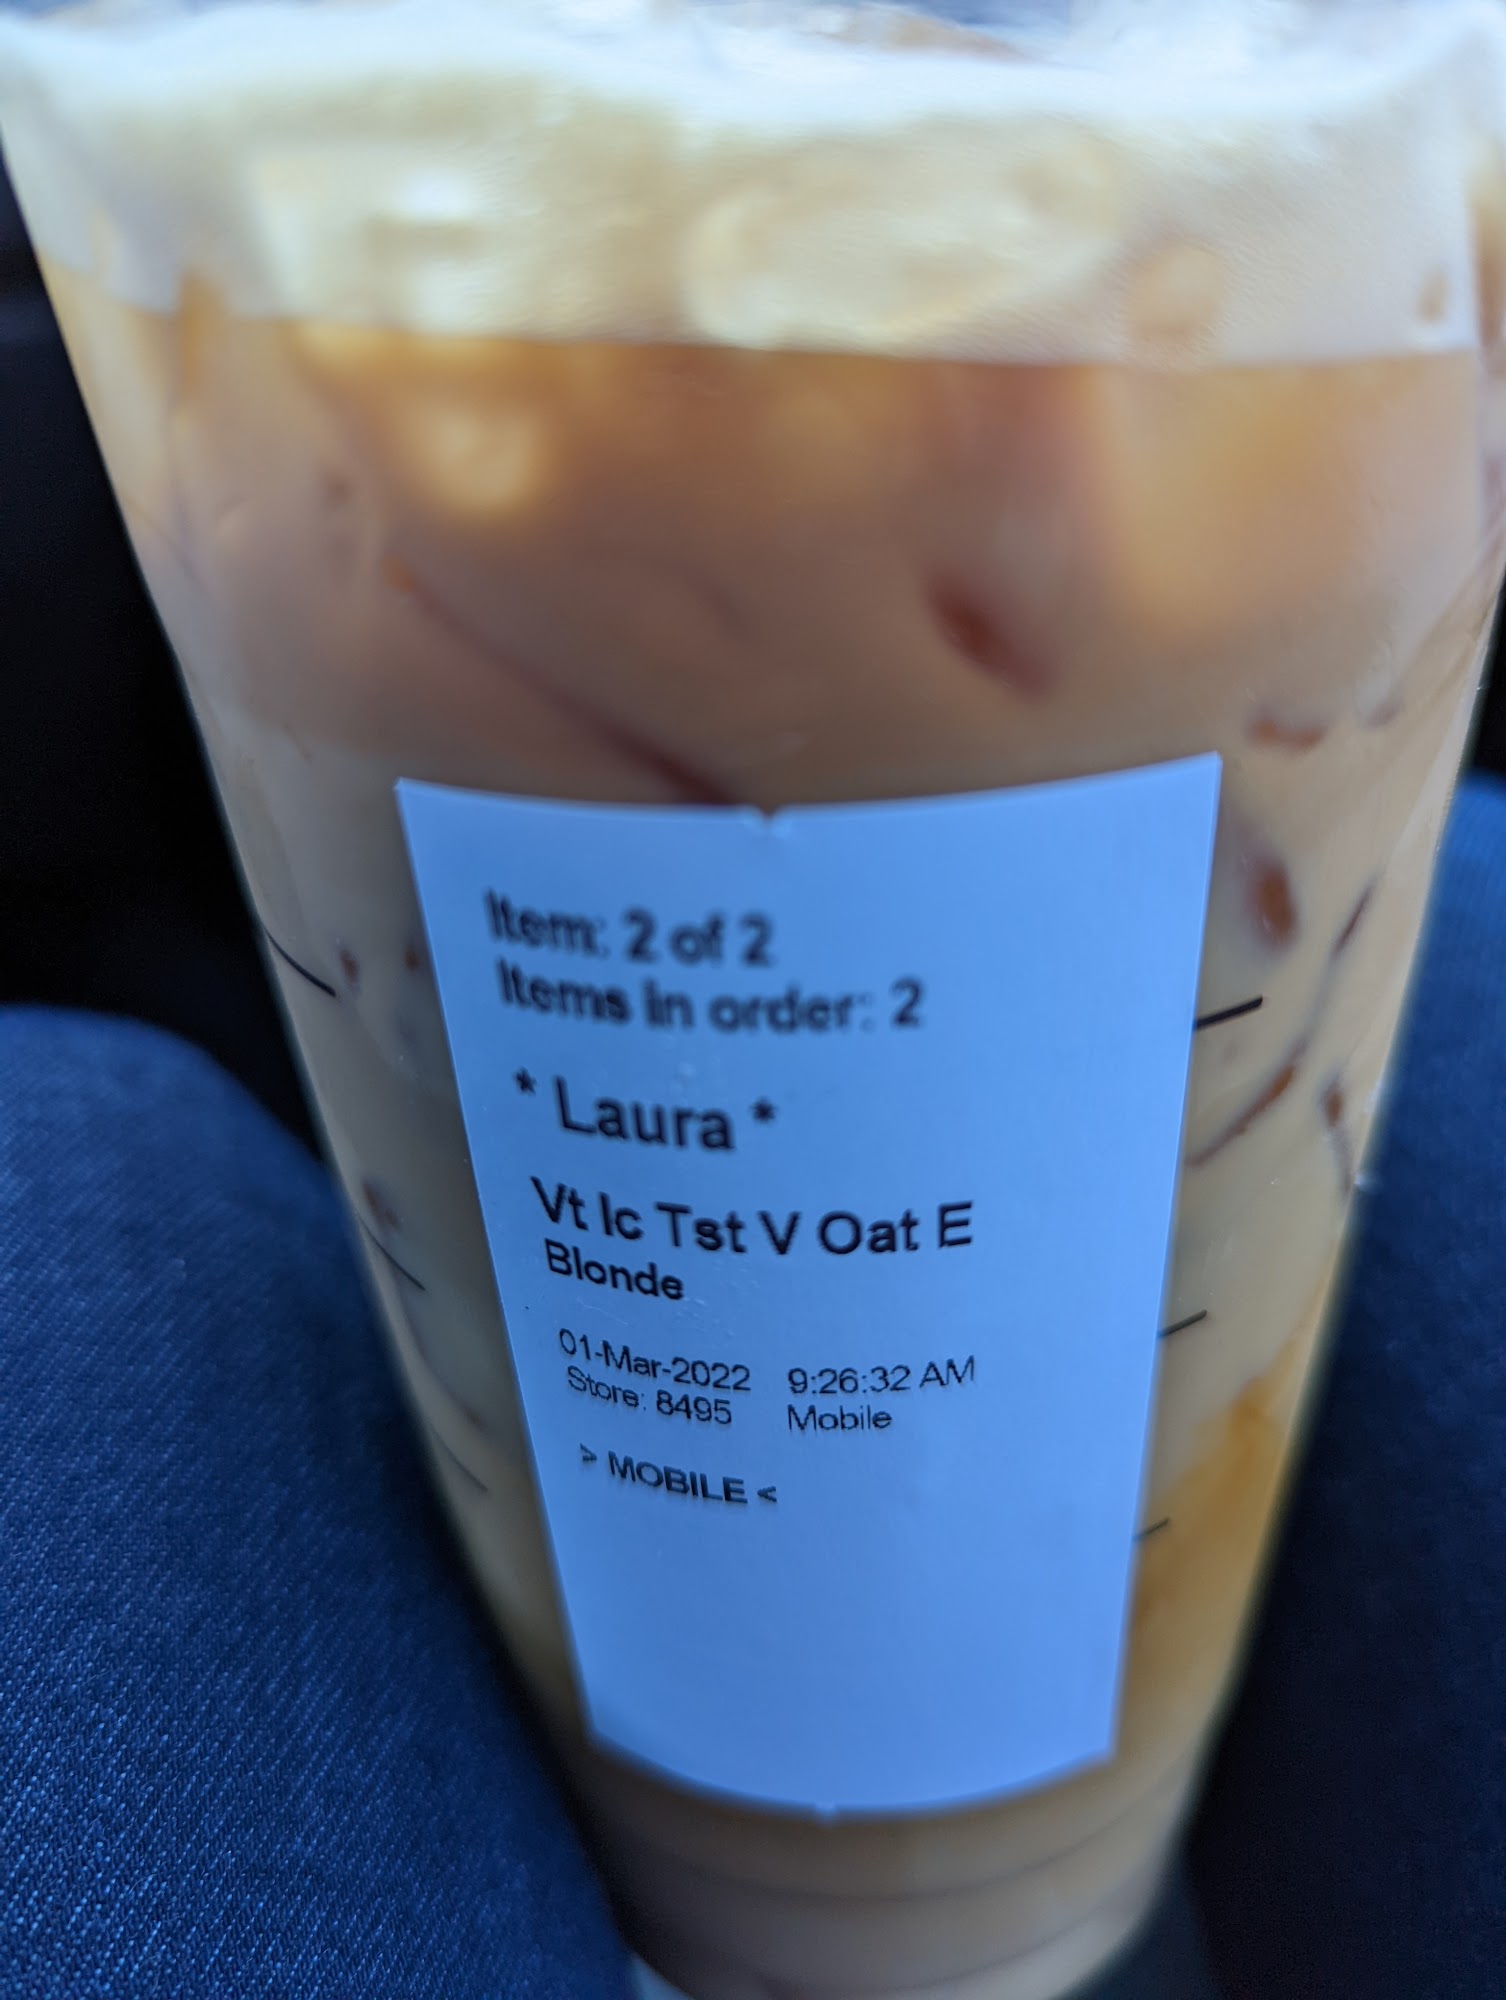 Item: 2 of 2
Items in order: 2
* Laura *
Vt Ic Tst V Oat E
Blonde
01-Mar-2022 9:26:32 AM
Store: 8495 Mobile
> MOBILE <